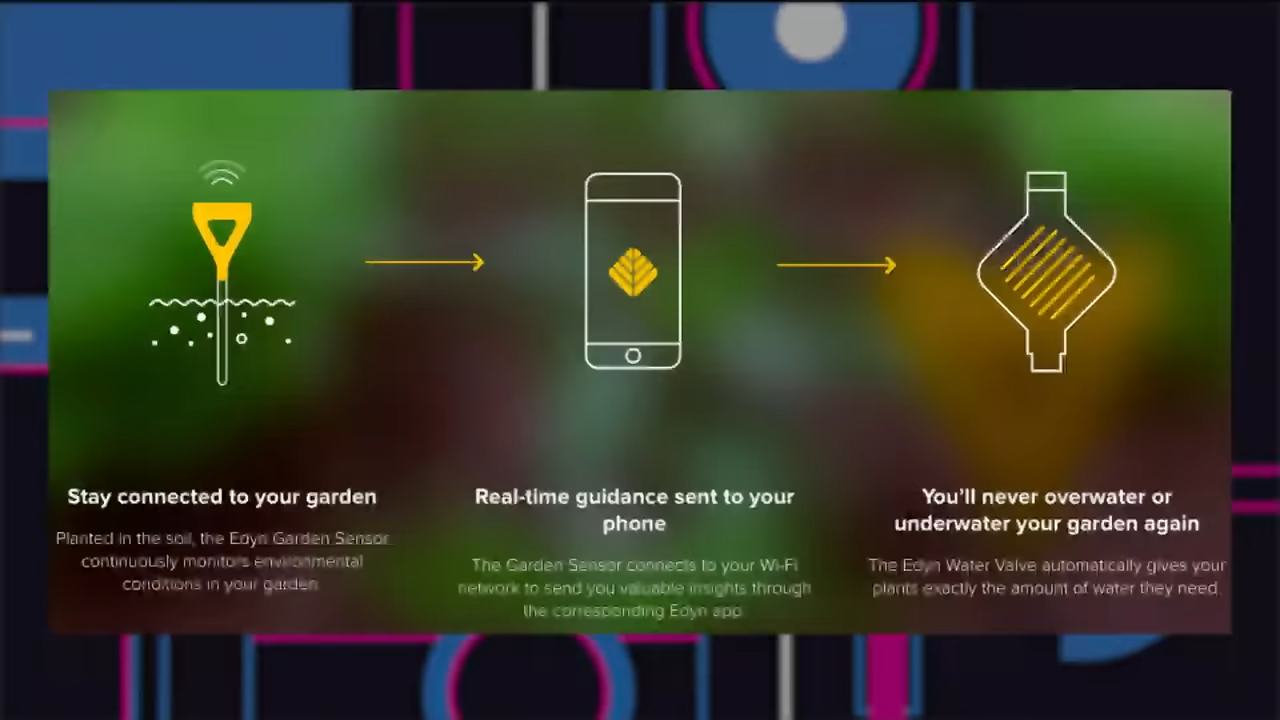 Stay connected to your garden
Planted in the soil, the Edyn Garden Sensor
continuously monitors environmental
conditions in your garden.
Real-time guidance sent to your
phone
The Garden Sensor connects to your Wi-Fi
network to send you valuable insights through
the corresponding Edyn app.
You'll never overwater or
underwater your garden again
The Edyn Water Valve automatically gives your
plants exactly the amount of water they need.